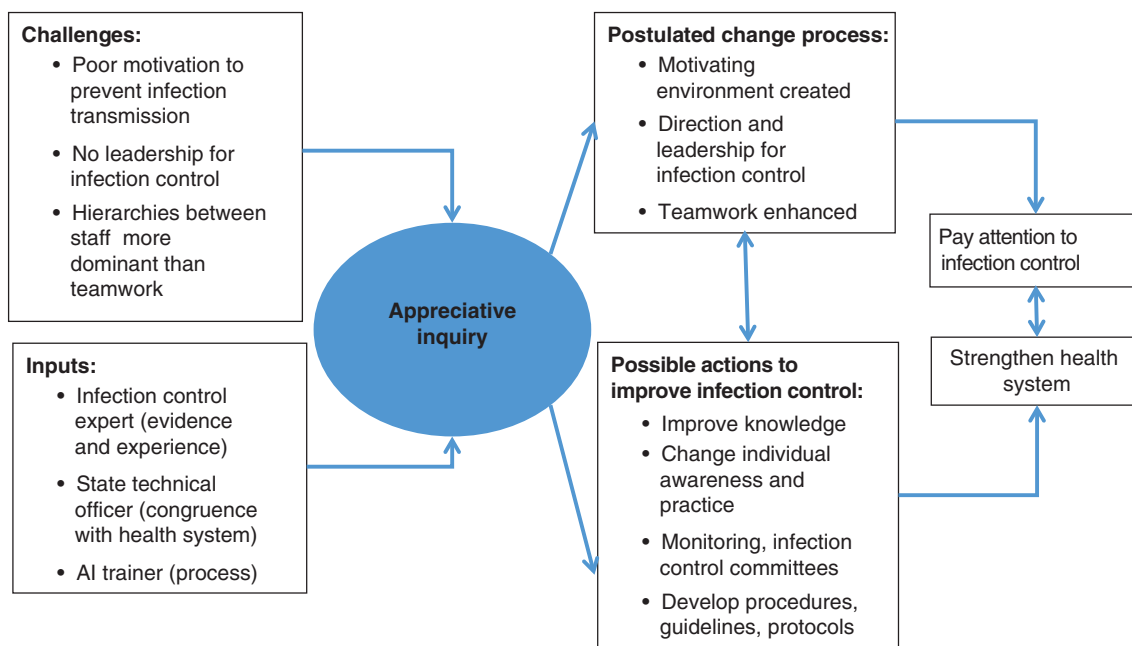 Challenges:
• Poor motivation to
prevent infection
transmission
• No leadership for
infection control
• Hierarchies between
staff more
dominant than
teamwork
Inputs:
• Infection control
expert (evidence
and experience)
• State technical
officer (congruence
with health system)
• AI trainer (process)
Appreciative
inquiry
Postulated change process:
• Motivating
environment created
• Direction and
leadership for
infection control
• Teamwork enhanced
Possible actions to
improve infection control:
• Improve knowledge
• Change individual
awareness and
practice
• Monitoring, infection
control committees
• Develop procedures,
guidelines, protocols
Pay attention to
infection control
Strengthen health
system